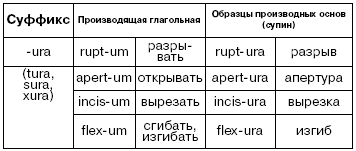 Суффикс Производящая глагольная Образцы производных основ
(супин)
-ura rupt-um разры-
вать rupt-ura разрыв
(tura,
sura,
xura) apert-um открывать apert-ura апертура
incis-um вырезать incis-ura вырезка
flex-um сгибать,
изгибать flex-ura изгиб